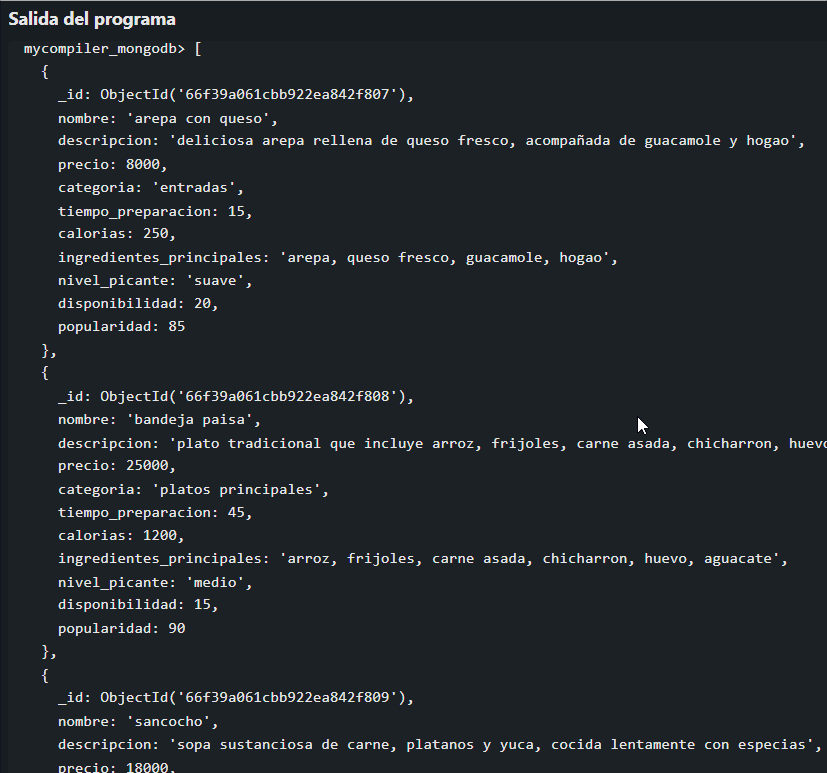 Salida del programa
mycompiler_mongodb> [
{
_id: ObjectId('66f39a061cbb922ea842f807'),
nombre: 'arepa con queso',
descripcion: 'deliciosa arepa rellena de queso fresco, acompañada de guacamole y hogao',
precio: 8000,
categoria: 'entradas',
tiempo_preparacion: 15,
calorias: 250,
ingredientes_principales: 'arepa, queso fresco, guacamole, hogao',
nivel_picante: 'suave',
disponibilidad: 20,
popularidad: 85
},
{
_id: ObjectId('66f39a061cbb922ea842f808'),
nombre: 'bandeja paisa',
descripcion: 'plato tradicional que incluye arroz, frijoles, carne asada, chicharron, huevo
precio: 25000,
categoria: 'platos principales',
tiempo_preparacion: 45,
calorias: 1200,
ingredientes_principales: 'arroz, frijoles, carne asada, chicharron, huevo, aguacate',
nivel_picante: 'medio',
disponibilidad: 15,
popularidad: 90
},
{
_id: ObjectId('66f39a061cbb922ea842f809'),
nombre: 'sancocho',
descripcion: 'sopa sustanciosa de carne, platanos y yuca, cocida lentamente con especias',
precio: 18000,